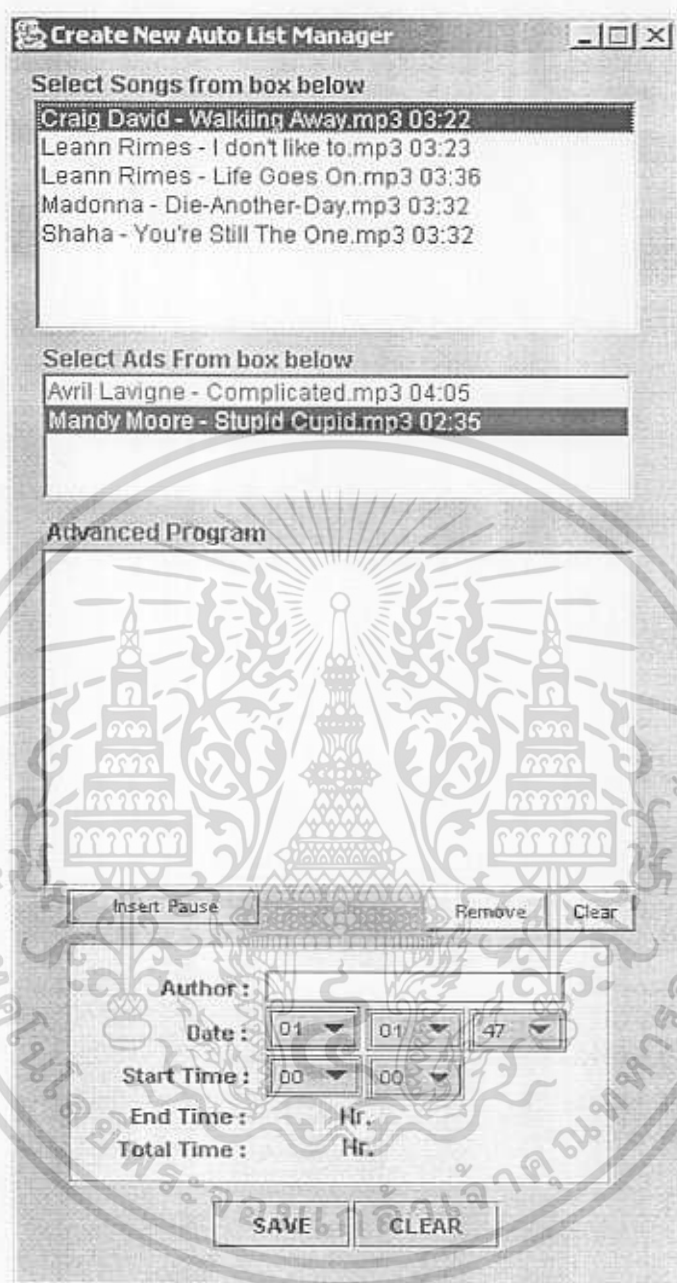 Create New Auto List Manager
Select Songs from box below
Craig David - Walkiing Away.mp3 03:22
Leann Rimes - I don't like to.mp3 03:23
Leann Rimes - Life Goes On.mp3 03:36
Madonna - Die-Another-Day.mp3 03:32
Shaha - You're Still The One.mp3 03:32
Select Ads From box below
Avril Lavigne - Complicated.mp3 04:05
Mandy Moore - Stupid Cupid.mp3 02:35
Advanced Program
Insert Pause Remove Clear
Author :
Date : 01 01 47
Start Time : 00 00
End Time : Hr.
Total Time : Hr.
SAVE CLEAR